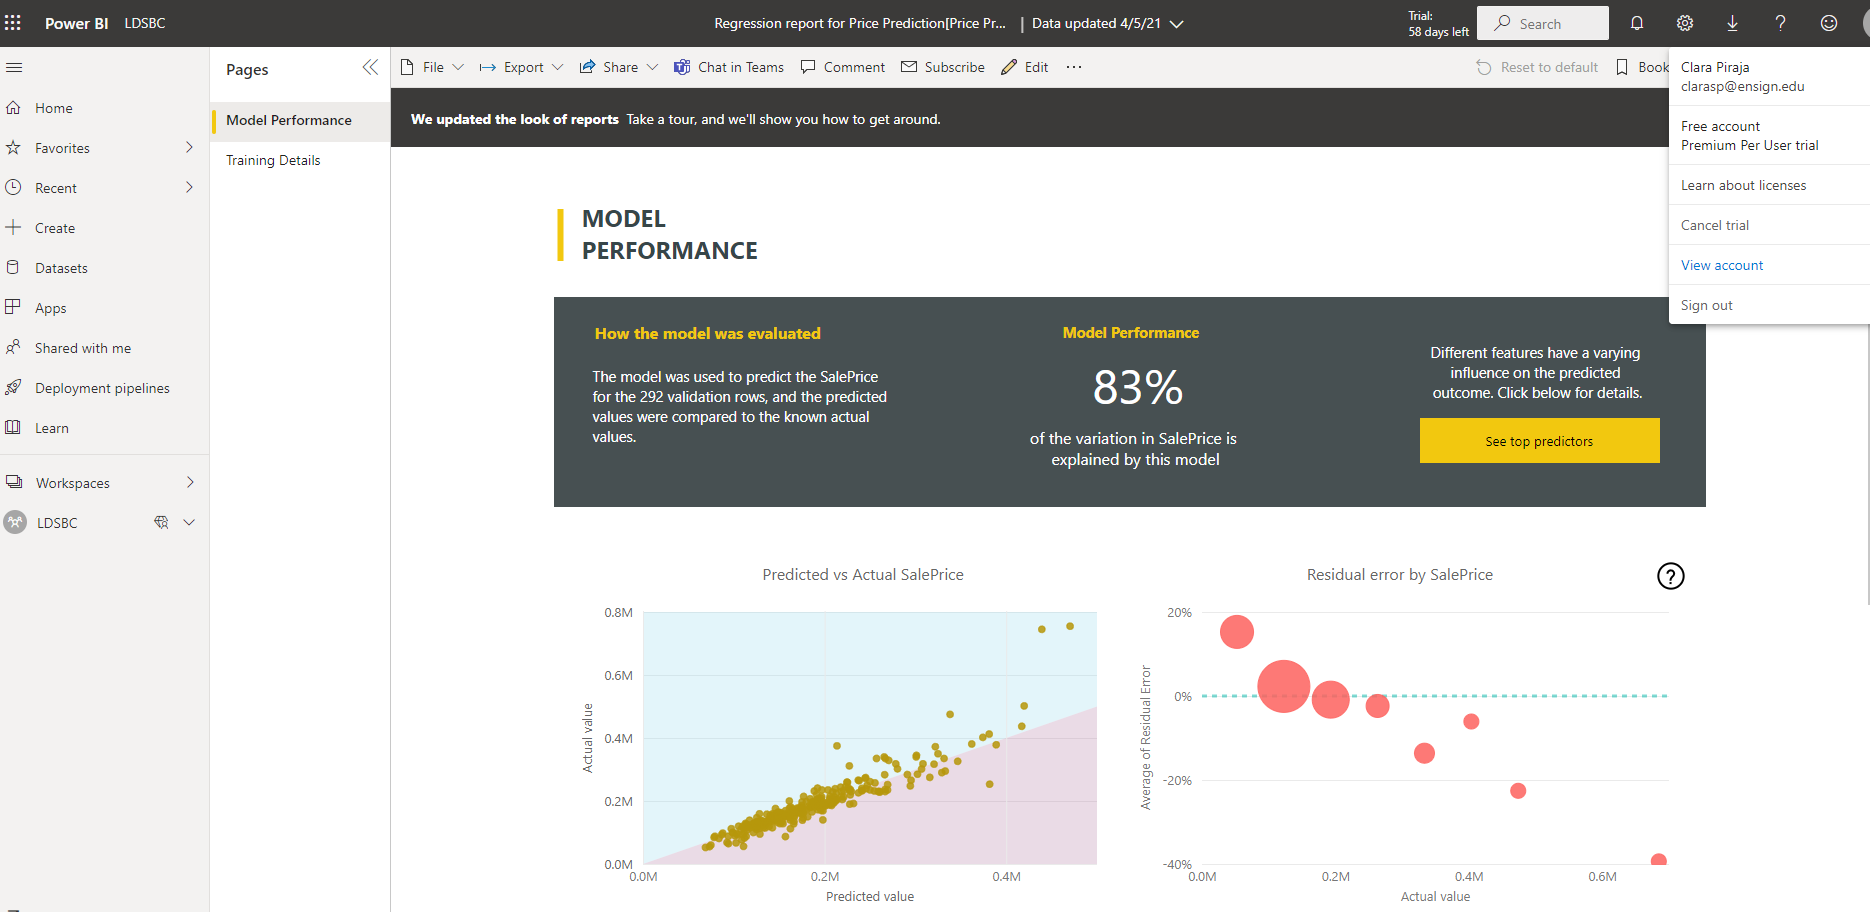 Power BI
LDSBC
Regression report for Price Prediction[Price Pr...
| Data updated 4/5/21
Trial:
58 days left
Search
Pages
File
Export
Share
Chat in Teams
Comment
Subscribe
Edit
...
Reset to default
Book
Clara Piraja
clarasp@ensign.edu
Free account
Premium Per User trial
Learn about licenses
Cancel trial
View account
Sign out
Home
Favorites
Recent
Create
Datasets
Apps
Shared with me
Deployment pipelines
Learn
Workspaces
LDSBC
Model Performance
Training Details
We updated the look of reports Take a tour, and we'll show you how to get around.
MODEL
PERFORMANCE
How the model was evaluated
The model was used to predict the SalePrice
for the 292 validation rows, and the predicted
values were compared to the known actual
values.
Model Performance
83%
of the variation in SalePrice is
explained by this model
Different features have a varying
influence on the predicted
outcome. Click below for details.
See top predictors
Predicted vs Actual SalePrice
Actual value
0.8M
0.6M
0.4M
0.2M
0.0M
0.0M
0.2M
0.4M
Predicted value
Residual error by SalePrice
?
Average of Residual Error
20%
0%
-20%
-40%
0.0M
0.2M
0.4M
0.6M
Actual value